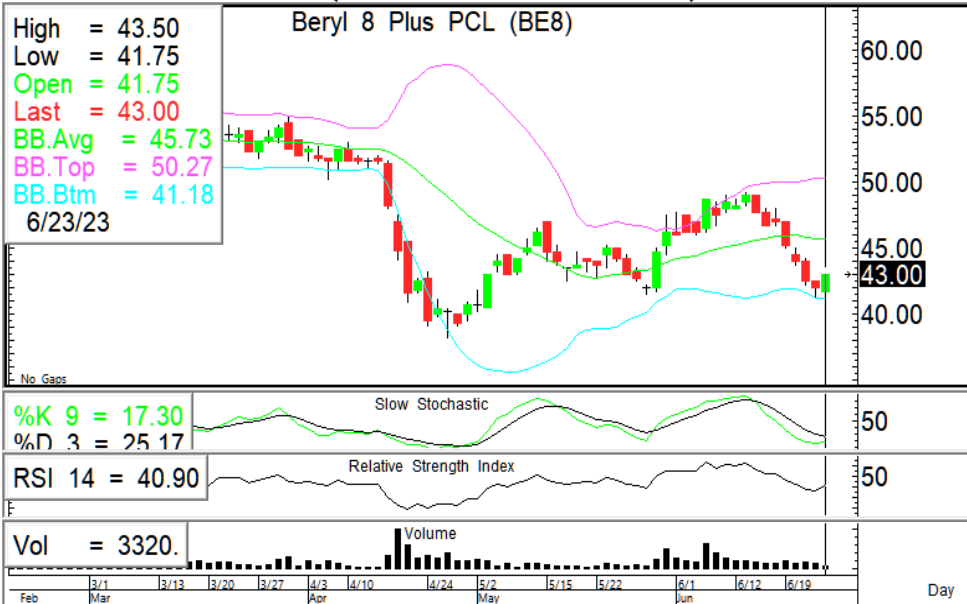 Beryl 8 Plus PCL (BE8)
High = 43.50
Low = 41.75
Open = 41.75
Last = 43.00
BB.Avg = 45.73
BB.Top = 50.27
BB.Btm = 41.18
6/23/23
60.00
55.00
50.00
45.00
43.00
40.00
No Gaps
Slow Stochastic
%K 9 = 17.30
%D 3 = 25.17
50
Relative Strength Index
RSI 14 = 40.90
50
Volume
Vol = 3320.
3/1 3/13 3/20 3/27 4/3 4/10 4/24 5/2 5/15 5/22 6/1 6/12 6/19
Feb Mar Apr May Jun Day